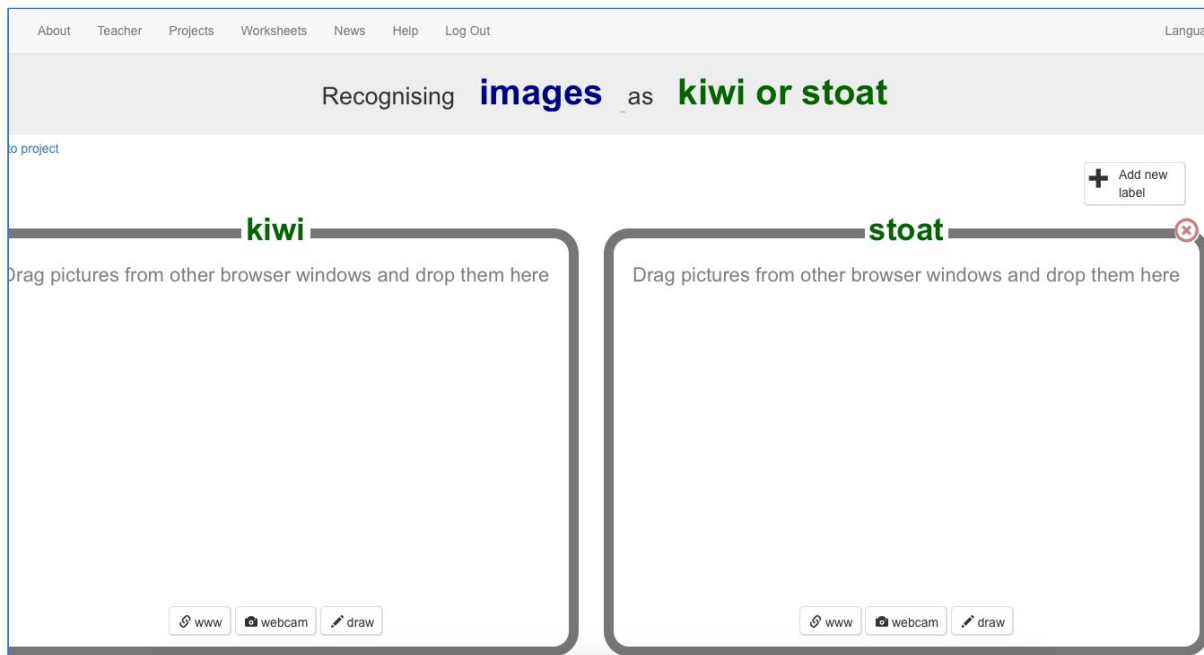 About Teacher Projects Worksheets News Help Log Out Langua
Recognising images as kiwi or stoat
to project
Add new
label
kiwi stoat
Drag pictures from other browser windows and drop them here Drag pictures from other browser windows and drop them here
www webcam draw www webcam draw